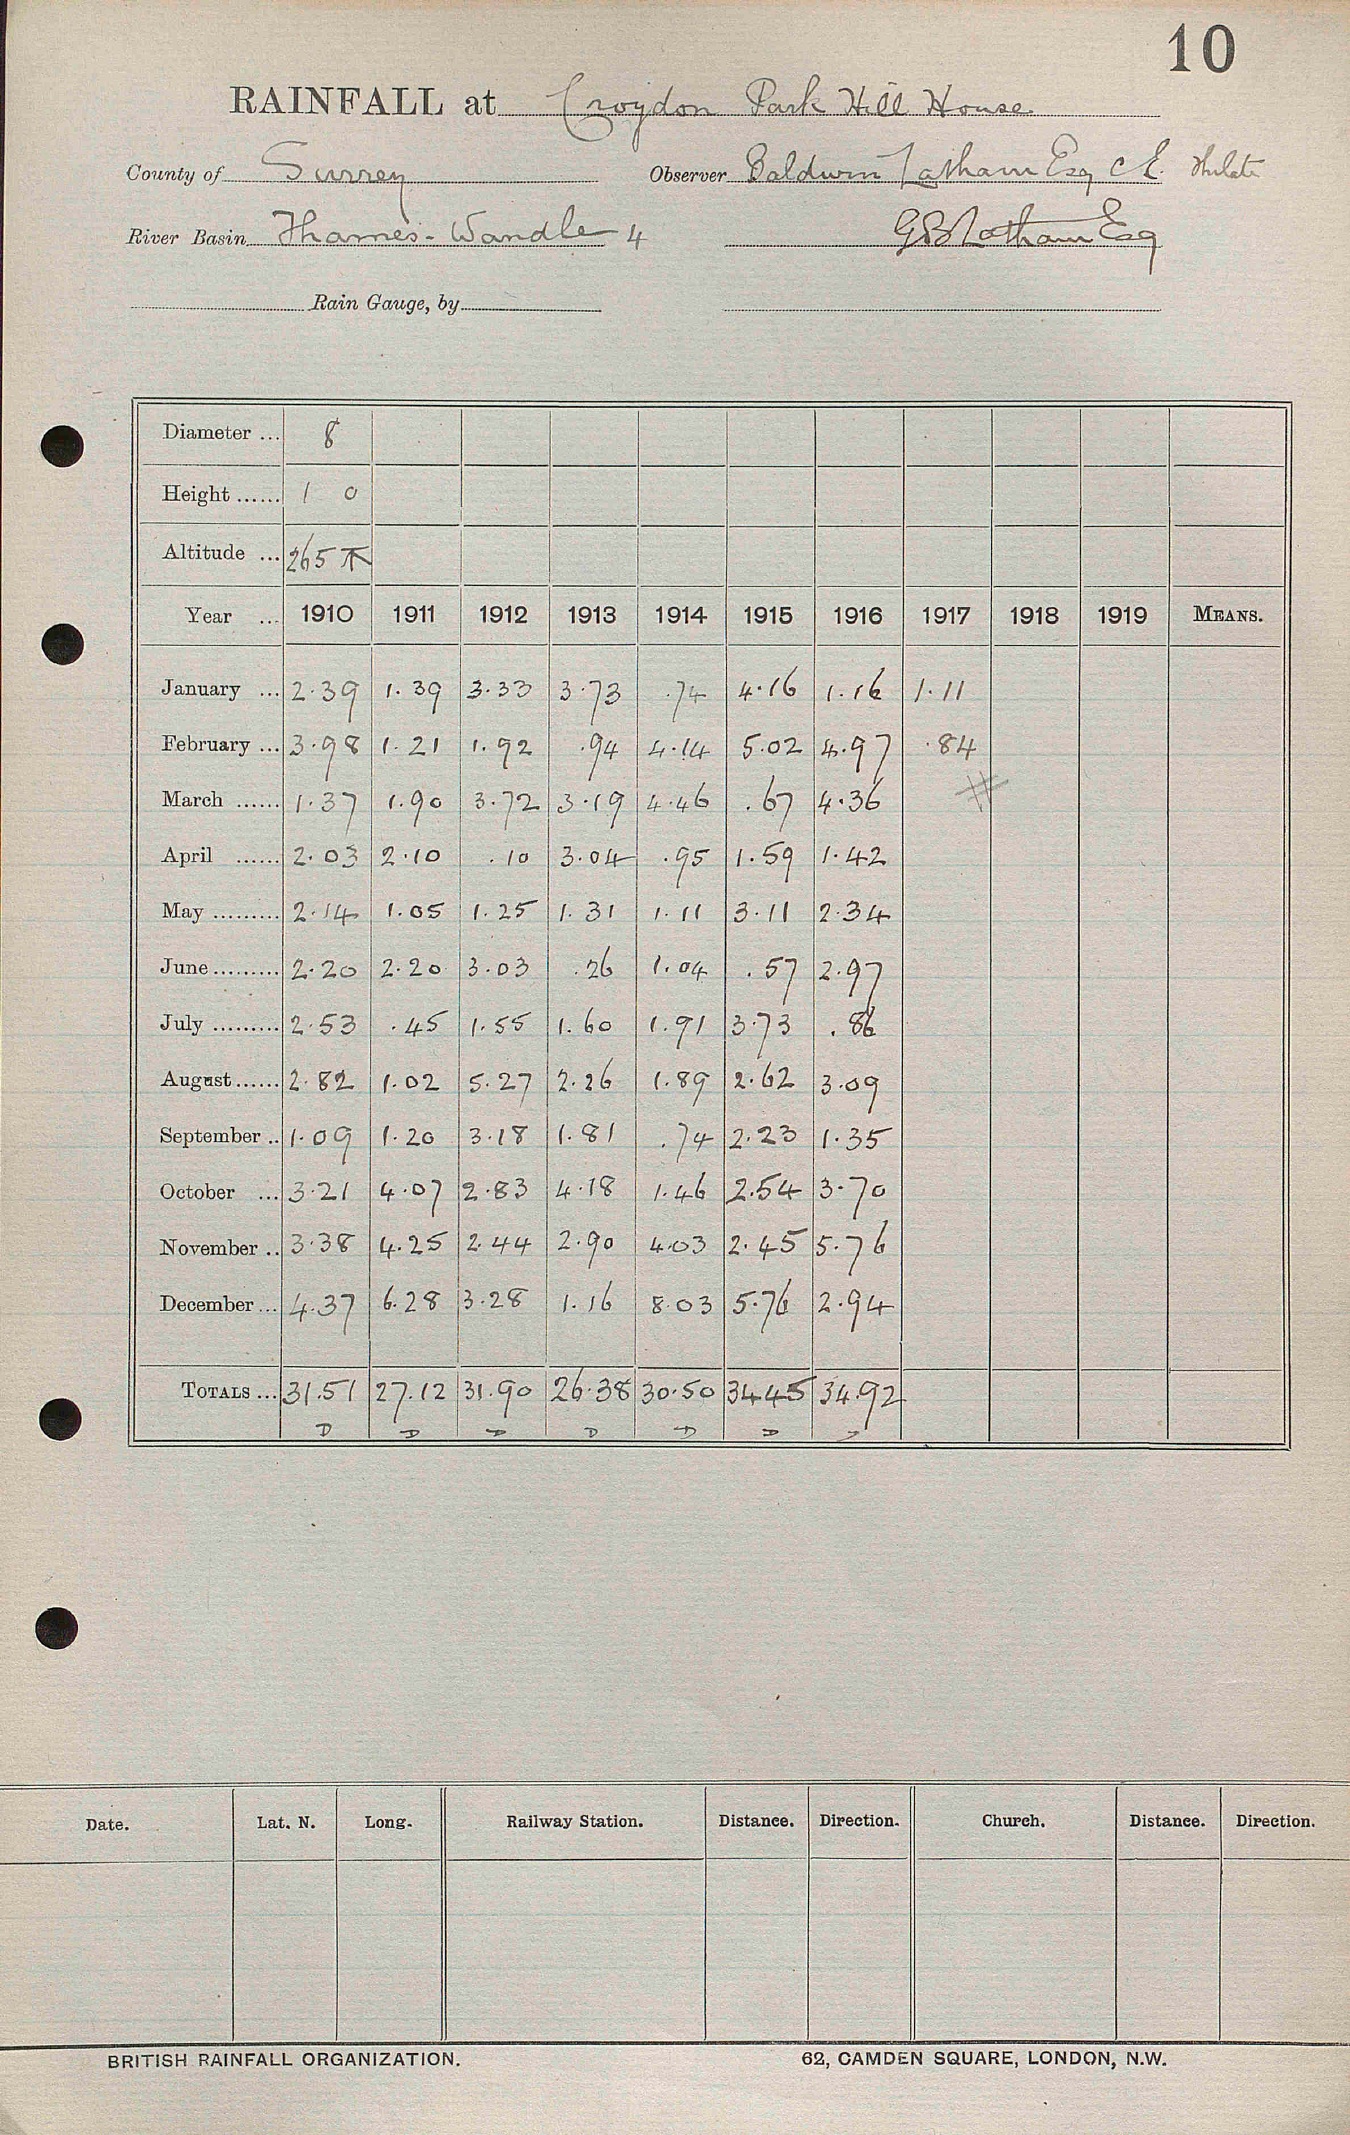 10
RAINFALL at Croydon Park Hill House
County of Surrey Observer Baldwin Latham Esq C.E.
River Basin Thames-Wandle 4 G B Latham Esq
Rain Gauge, by
Diameter ... 8
Height ...... 1 0
Altitude ... 265
Year ... 1910 1911 1912 1913 1914 1915 1916 1917 1918 1919 MEANS.
January ... 2.39 1.39 3.33 3.73 .74 4.16 1.16 1.11
February ... 3.98 1.21 1.92 .94 4.14 5.02 4.97 .84
March ...... 1.37 1.90 3.72 3.19 4.46 .67 4.36 #
April ...... 2.03 2.10 .10 3.04 .95 1.59 1.42
May ......... 2.14 1.05 1.25 1.31 1.11 3.11 2.34
June ......... 2.20 2.20 3.03 .26 1.04 .57 2.97
July ......... 2.53 .45 1.55 1.60 1.91 3.73 .86
August ...... 2.82 1.02 5.27 2.26 1.89 2.62 3.09
September .. 1.09 1.20 3.18 1.81 .74 2.23 1.35
October ... 3.21 4.07 2.83 4.18 1.46 2.54 3.70
November .. 3.38 4.25 2.44 2.90 4.03 2.45 5.76
December ... 4.37 6.28 3.28 1.16 8.03 5.76 2.94
TOTALS ... 31.51 27.12 31.90 26.38 30.50 34.45 34.92
Date. Lat. N. Long. Railway Station. Distance. Direction. Church. Distance. Direction.
BRITISH RAINFALL ORGANIZATION. 62, CAMDEN SQUARE, LONDON, N.W.